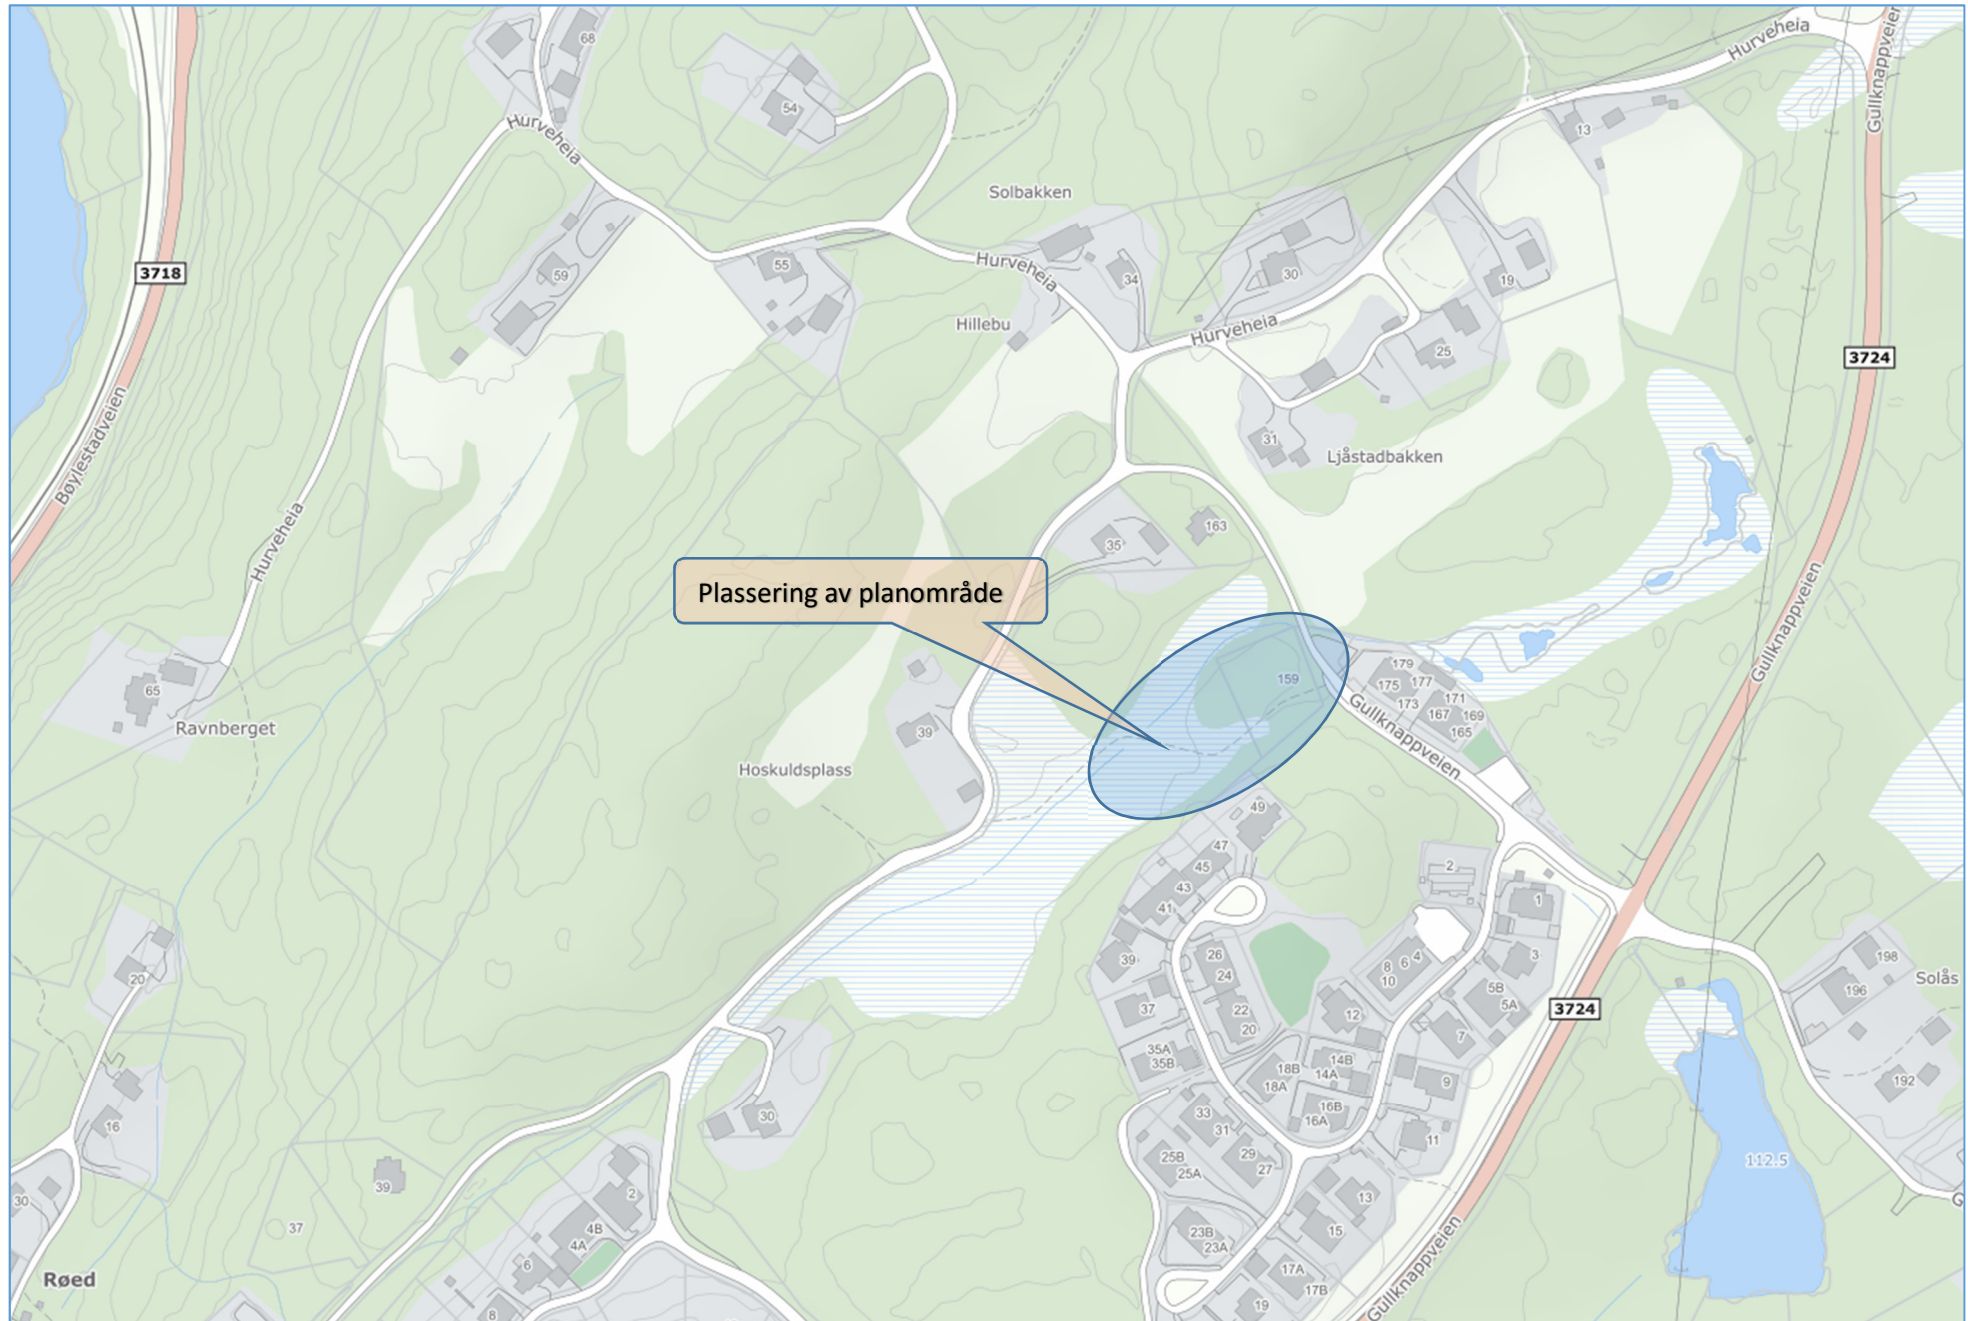 Hurveheia
Gullknappveien
68
54
13
Hurveheia
Solbakken
3718
59
55
Hurveheia
34
30
19
Hillebu
Hurveheia
25
3724
Bøylestadveien
31
Ljåstadbakken
Hurveheia
35
163
Plassering av planområde
Gullknappveien
159
179
175
177
173
171
167
169
165
65
Ravnberget
39
Gullknappveien
Hoskuldsplass
49
47
45
43
41
2
1
39
26
24
22
20
37
8
6
4
10
3
5B
5A
12
7
198
196
Solås
192
20
3724
35A
35B
18B
18A
14B
14A
9
16B
16A
33
31
11
16
30
25B
25A
29
27
112.5
39
30
2
13
37
4B
4A
15
23B
23A
6
Røed
17A
17B
Gullknappveien
8
19
G